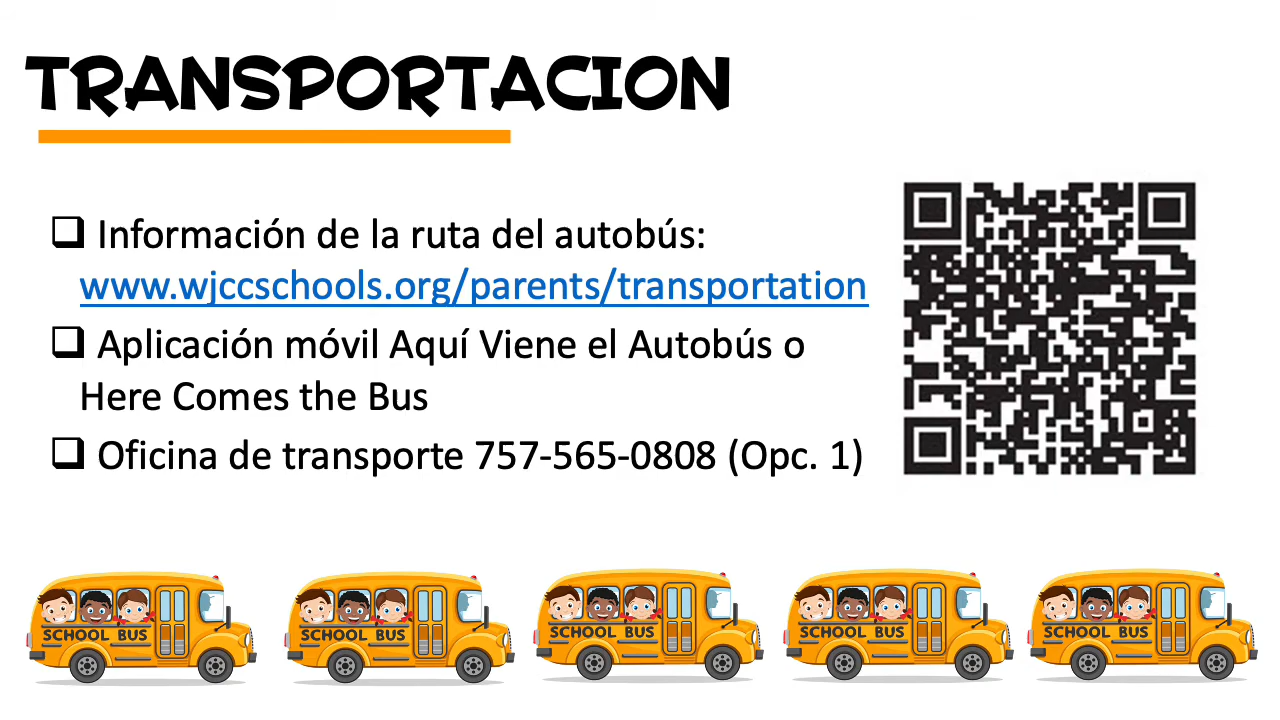 TRANSPORTACION
Información de la ruta del autobús:
www.wjccschools.org/parents/transportation
Aplicación móvil Aquí Viene el Autobús o
Here Comes the Bus
Oficina de transporte 757-565-0808 (Opc. 1)
SCHOOL BUS
SCHOOL BUS
SCHOOL BUS
SCHOOL BUS
SCHOOL BUS